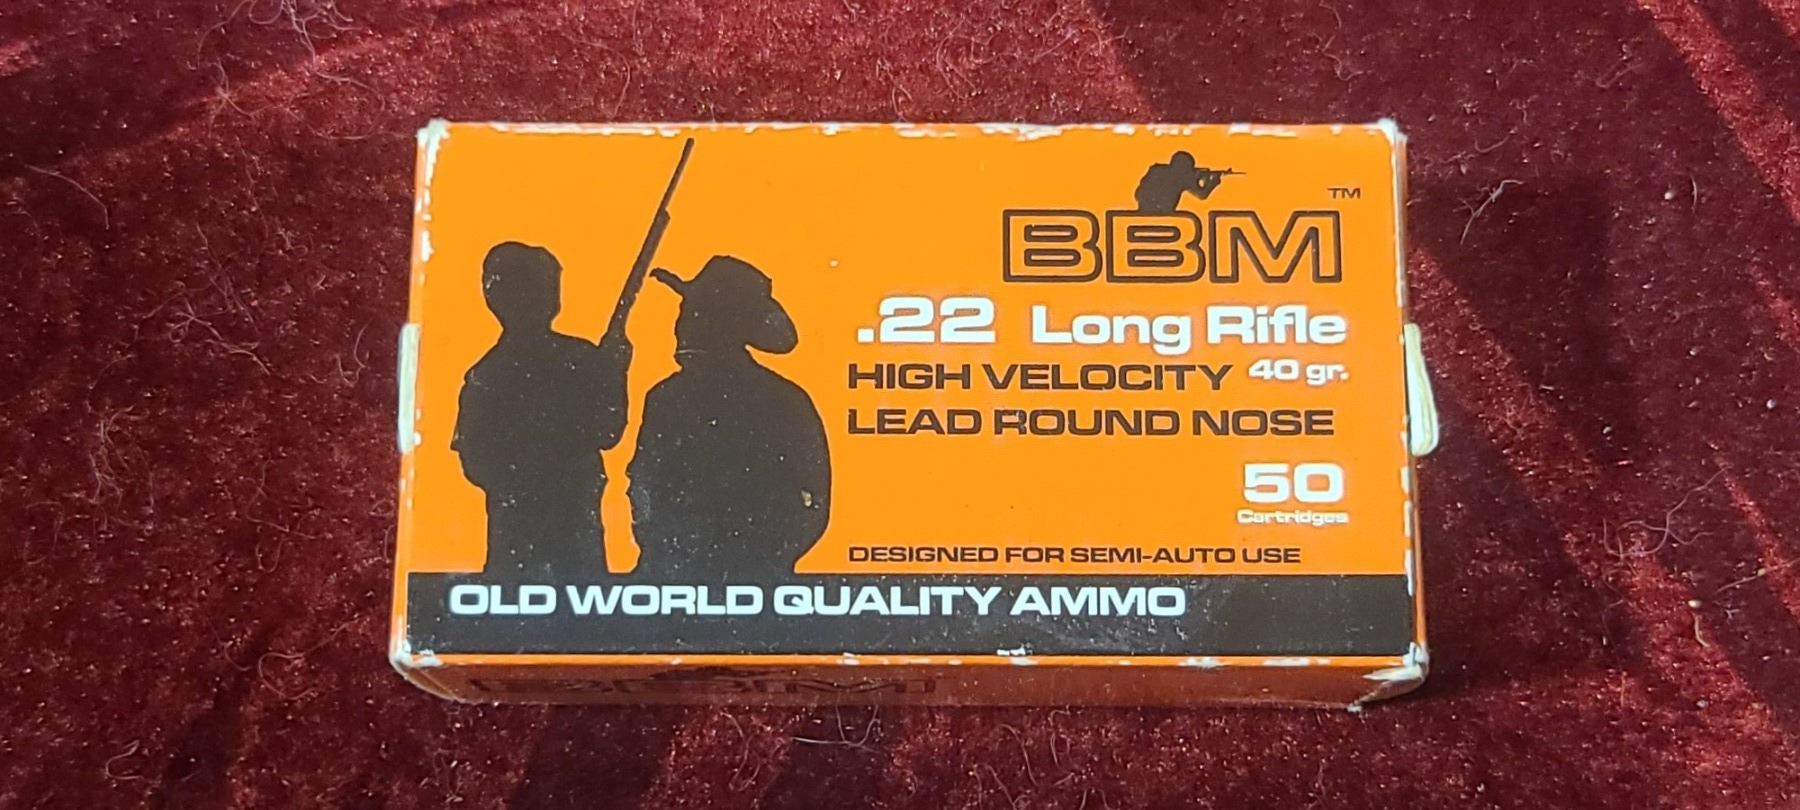 BBM™
.22 Long Rifle
HIGH VELOCITY 40 gr.
LEAD ROUND NOSE
50
Cartridges
DESIGNED FOR SEMI-AUTO USE
OLD WORLD QUALITY AMMO
BBM